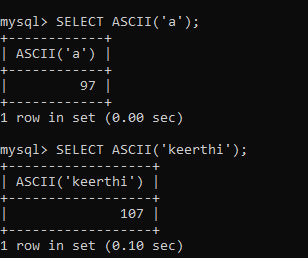 mysql> SELECT ASCII('a');
+------------+
| ASCII('a') |
+------------+
|         97 |
+------------+
1 row in set (0.00 sec)
mysql> SELECT ASCII('keerthi');
+------------------+
| ASCII('keerthi') |
+------------------+
|              107 |
+------------------+
1 row in set (0.10 sec)